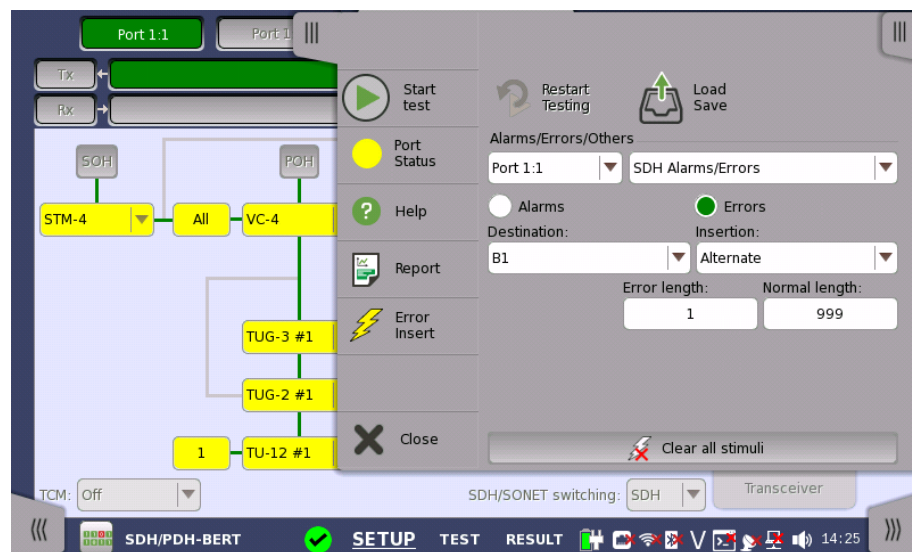 Port 1:1
Port 1
Tx
Rx
SOH
POH
STM-4
All
VC-4
TUG-3 #1
TUG-2 #1
1
TU-12 #1
TCM:
Off
SDH/SONET switching:
SDH
Transceiver
Start
test
Port
Status
Help
Report
Error
Insert
Close
Restart
Testing
Load
Save
Alarms/Errors/Others
Port 1:1
SDH Alarms/Errors
Alarms
Errors
Destination:
Insertion:
B1
Alternate
Error length:
Normal length:
1
999
Clear all stimuli
SDH/PDH-BERT
SETUP
TEST
RESULT
14:25